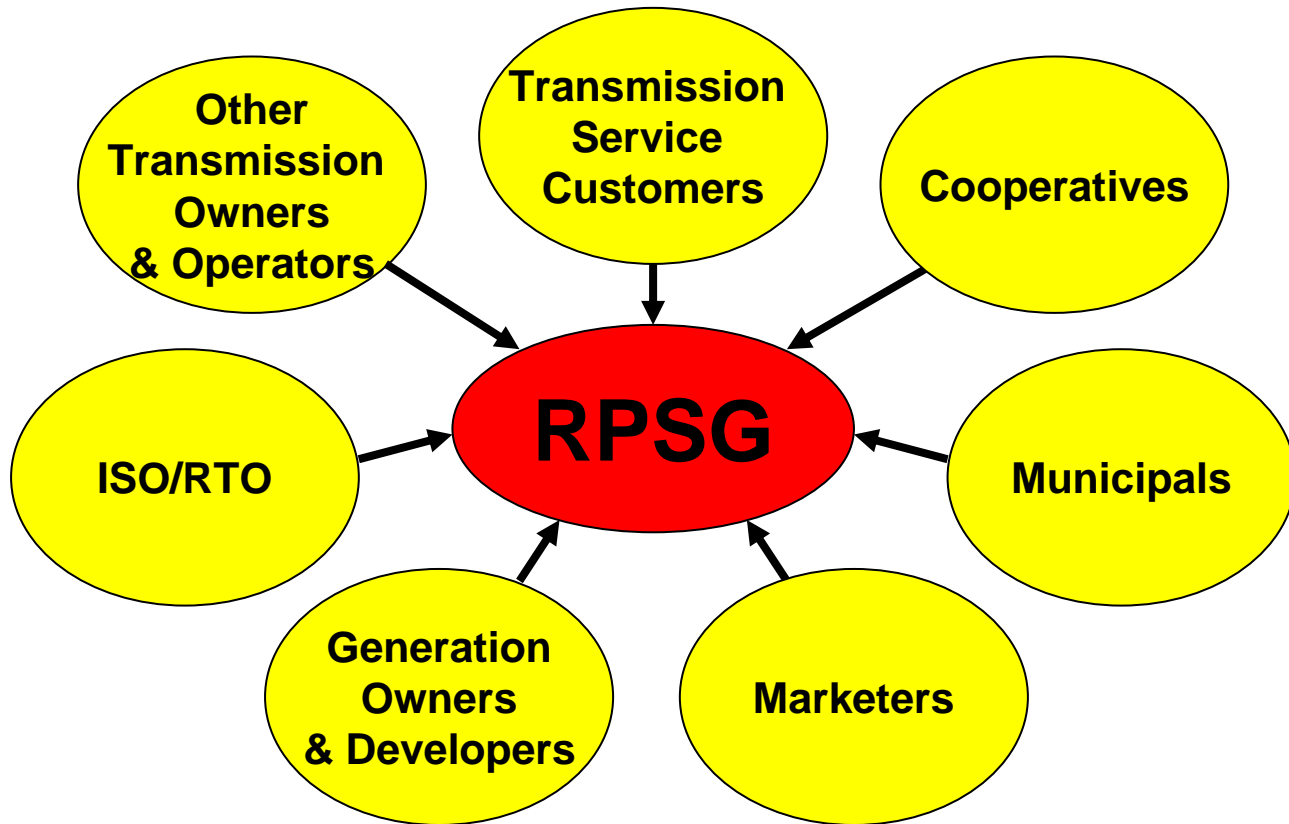 Other
Transmission
Owners
& Operators
Transmission
Service
Customers
Cooperatives
RPSG
ISO/RTO
Municipals
Generation
Owners
& Developers
Marketers